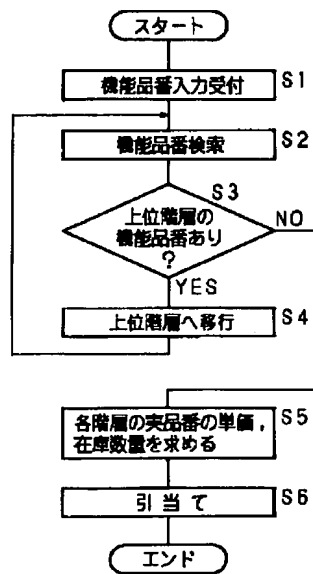 スタート
機能品番入力受付
S1
機能品番検索
S2
S3
上位階層の
機能品番あり
?
NO
YES
上位階層へ移行
S4
各階層の実品番の単価,
在庫数量を求める
S5
引当て
S6
エンド